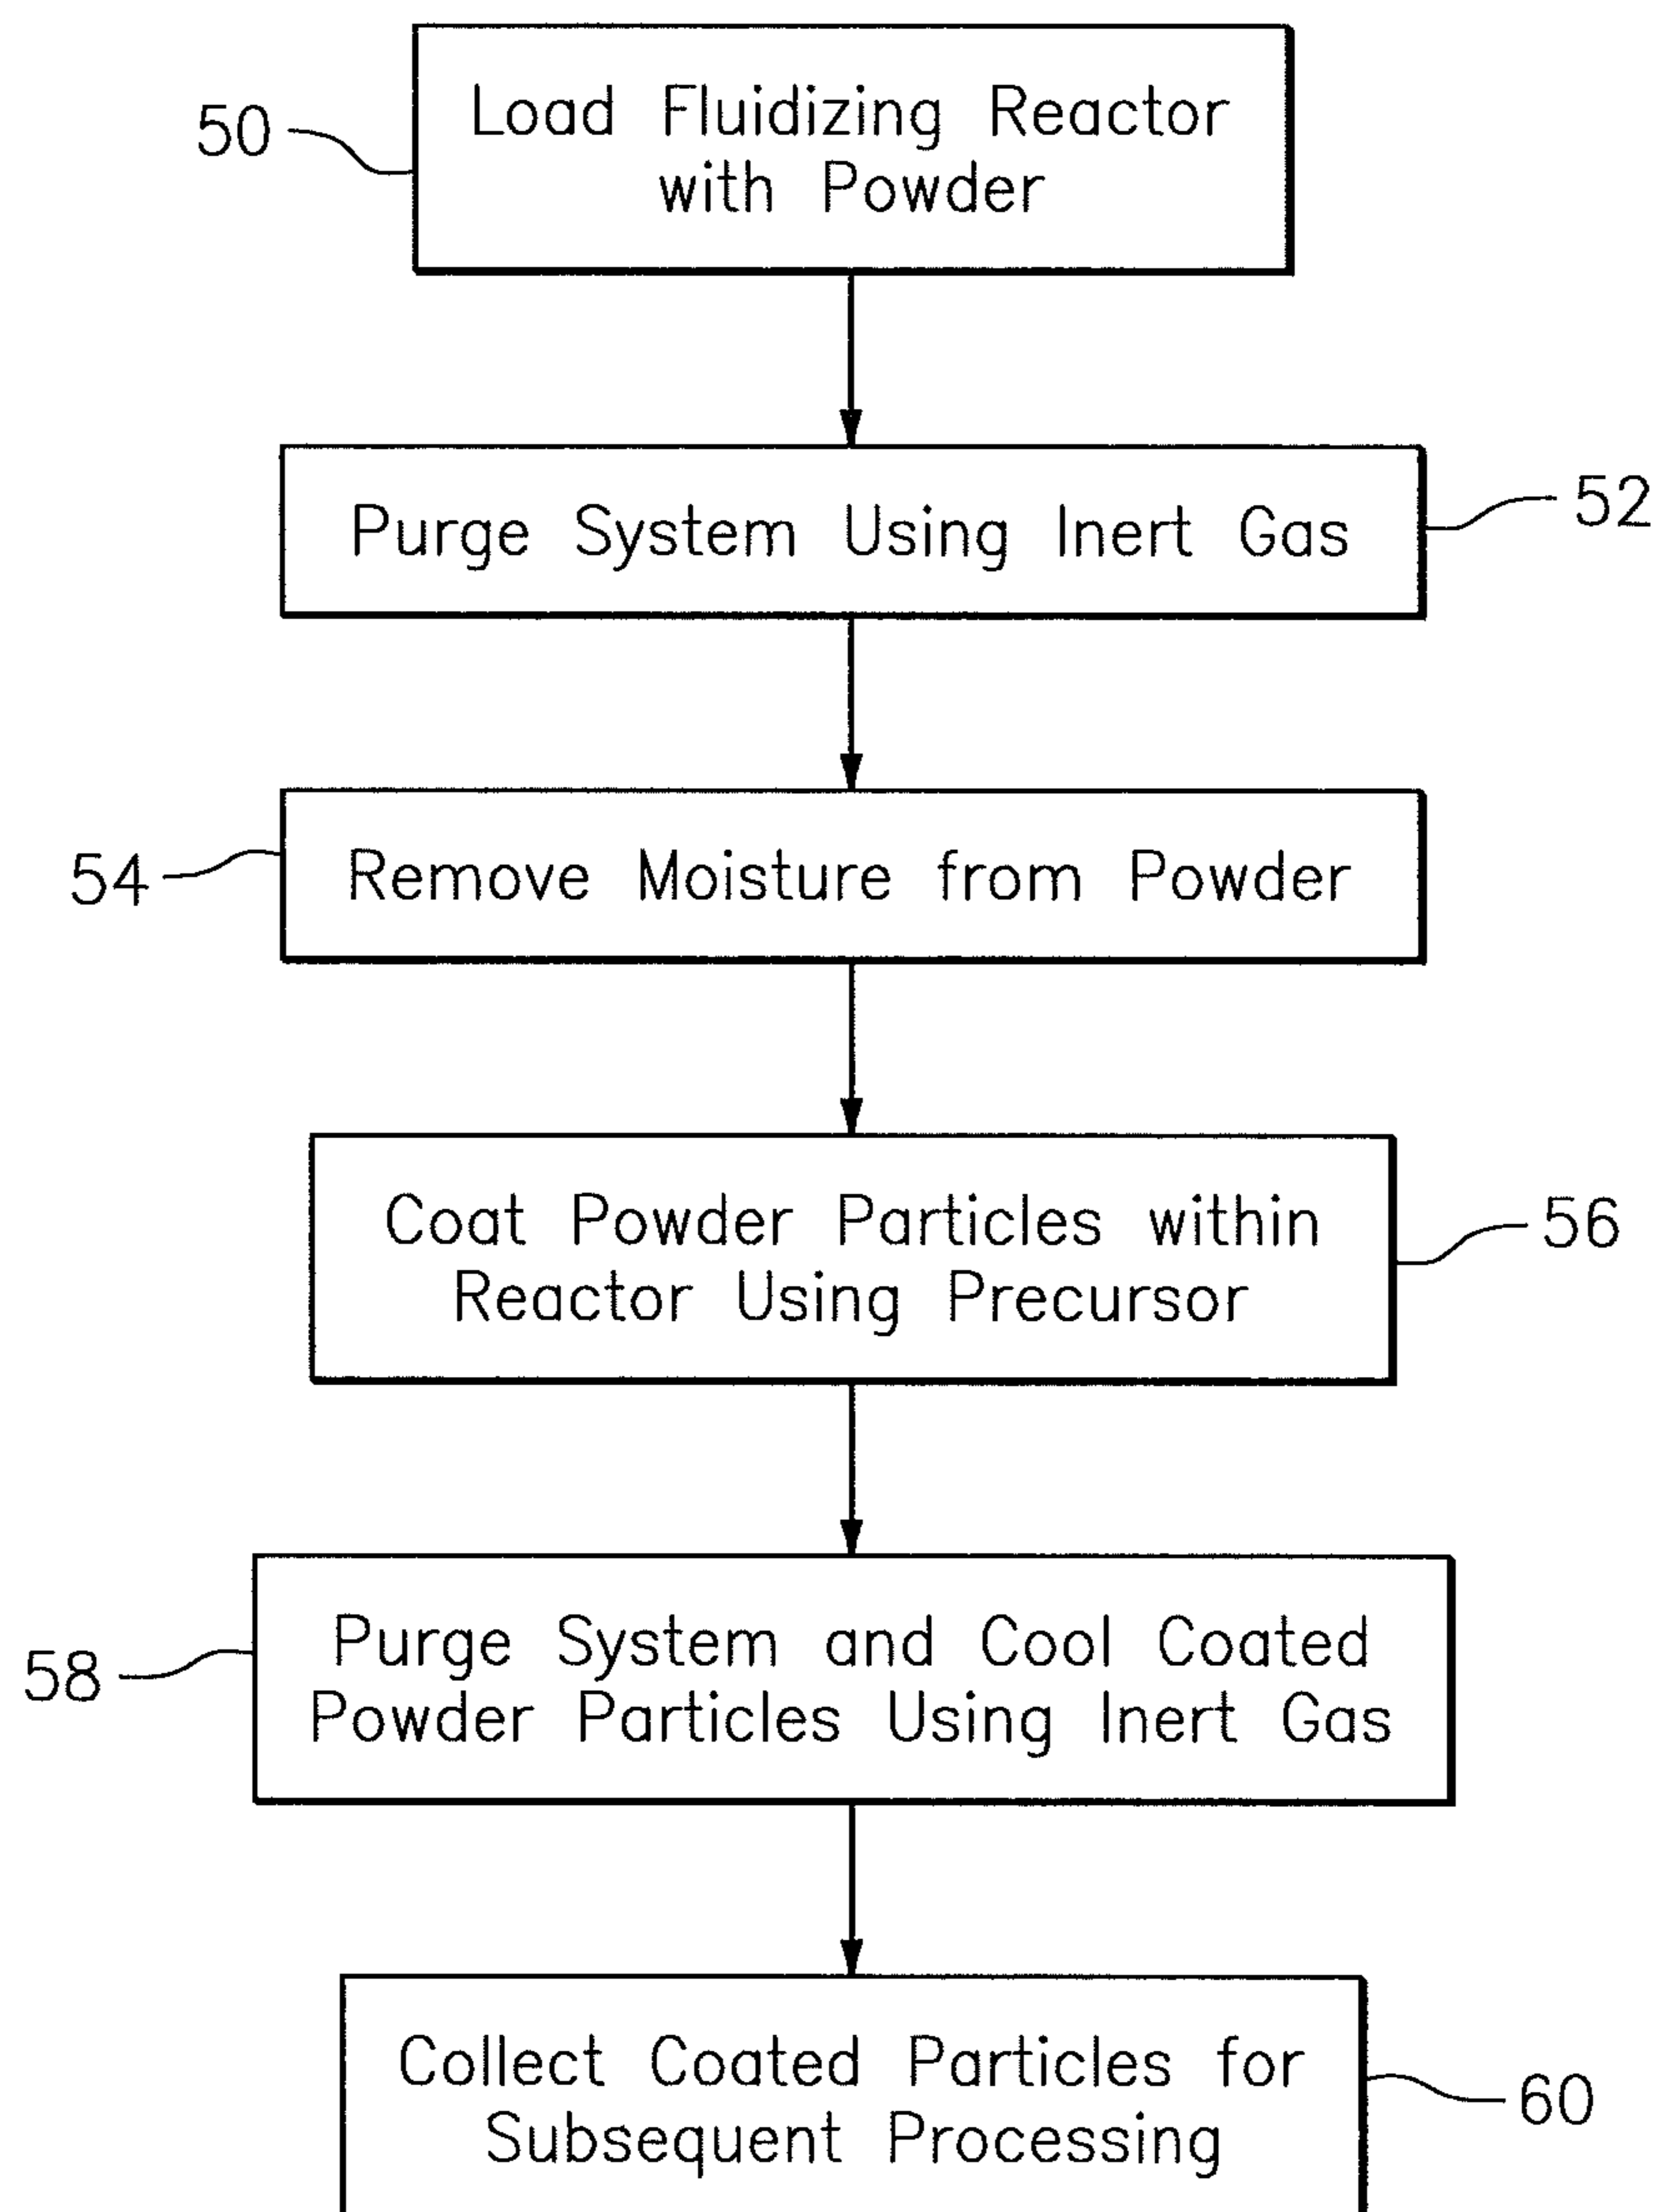 50
Load Fluidizing Reactor
with Powder
Purge System Using Inert Gas
52
54
Remove Moisture from Powder
Coat Powder Particles within
Reactor Using Precursor
56
58
Purge System and Cool Coated
Powder Particles Using Inert Gas
Collect Coated Particles for
Subsequent Processing
60